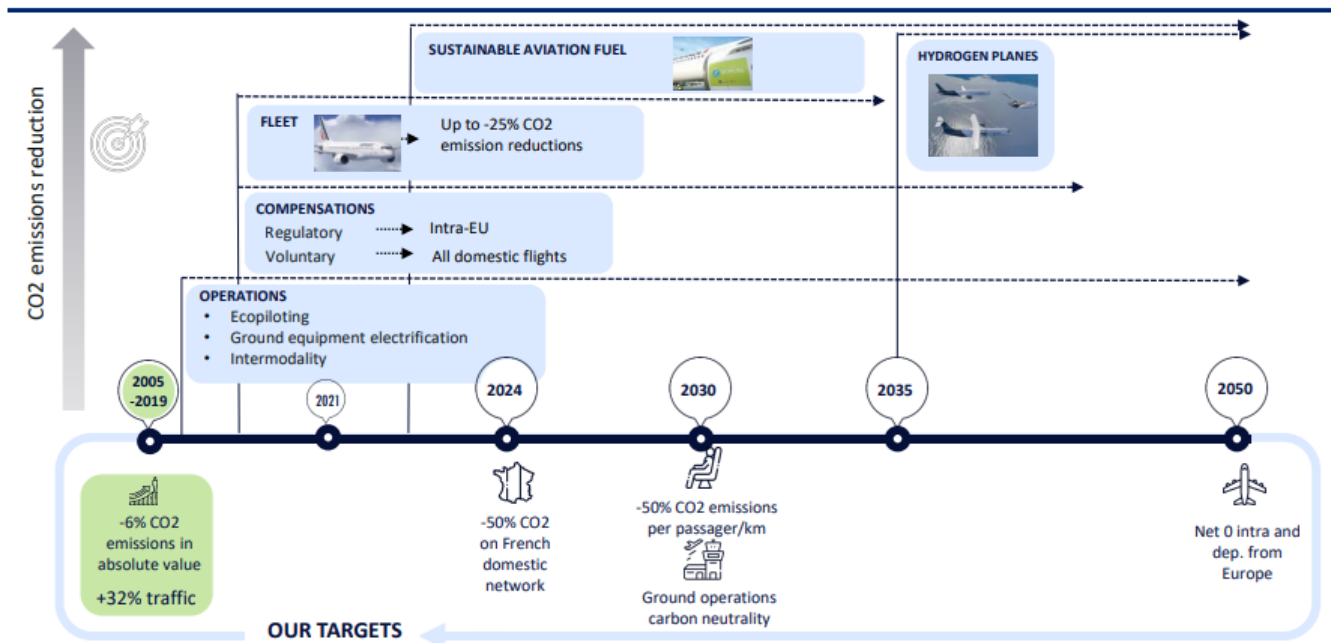 CO2 emissions reduction
SUSTAINABLE AVIATION FUEL
HYDROGEN PLANES
FLEET
Up to -25% CO2
emission reductions
COMPENSATIONS
Regulatory
Intra-EU
Voluntary
All domestic flights
OPERATIONS
• Ecopiloting
• Ground equipment electrification
• Intermodality
2005
-2019
2021
2024
2030
2035
2050
-6% CO2
emissions in
absolute value
+32% traffic
-50% CO2
on French
domestic
network
-50% CO2 emissions
per passager/km
Ground operations
carbon neutrality
Net 0 intra and
dep. from
Europe
OUR TARGETS